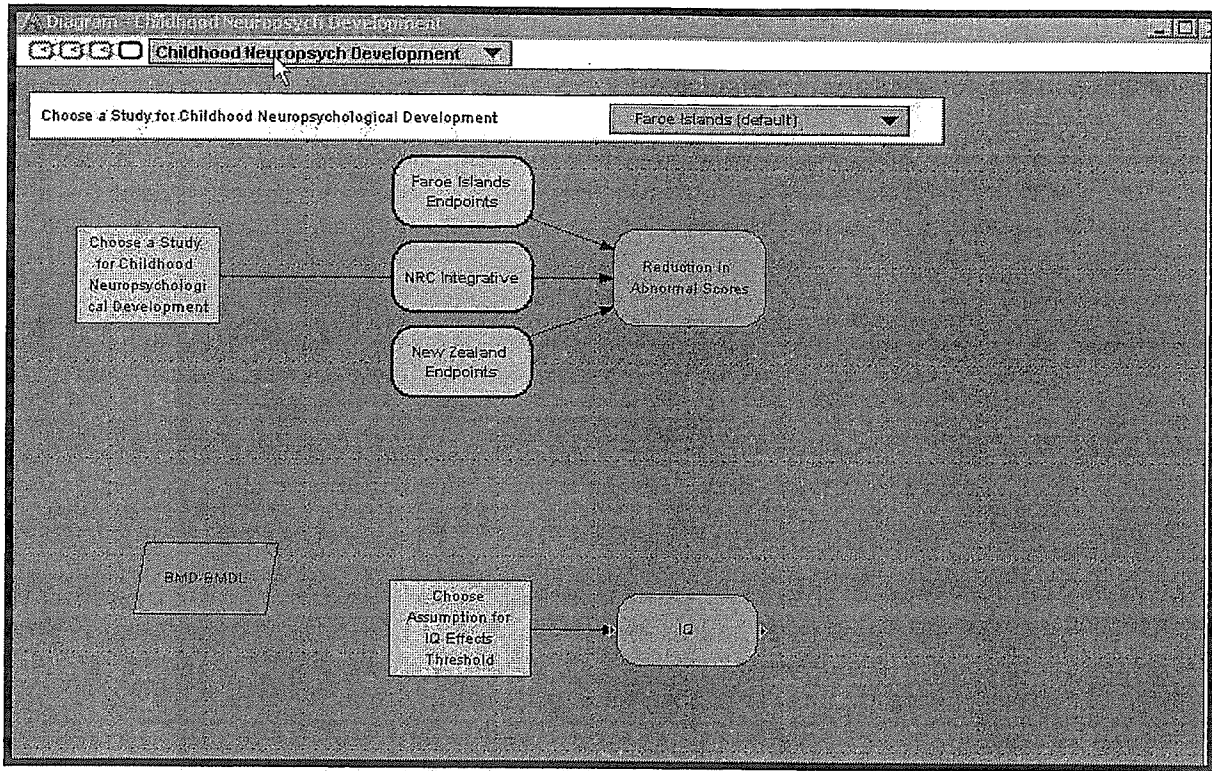 Diagram - Childhood Neuropsych Development
Childhood Neuropsych Development
Choose a Study for Childhood Neuropsychological Development
Faroe Islands (default)
Faroe Islands
Endpoints
Choose a Study
for Childhood
Neuropsychologi
cal Development
NRC Integrative
Reduction in
Abnormal Scores
New Zealand
Endpoints
BMD-BMDL
Choose
Assumption for
IQ Effects
Threshold
IQ